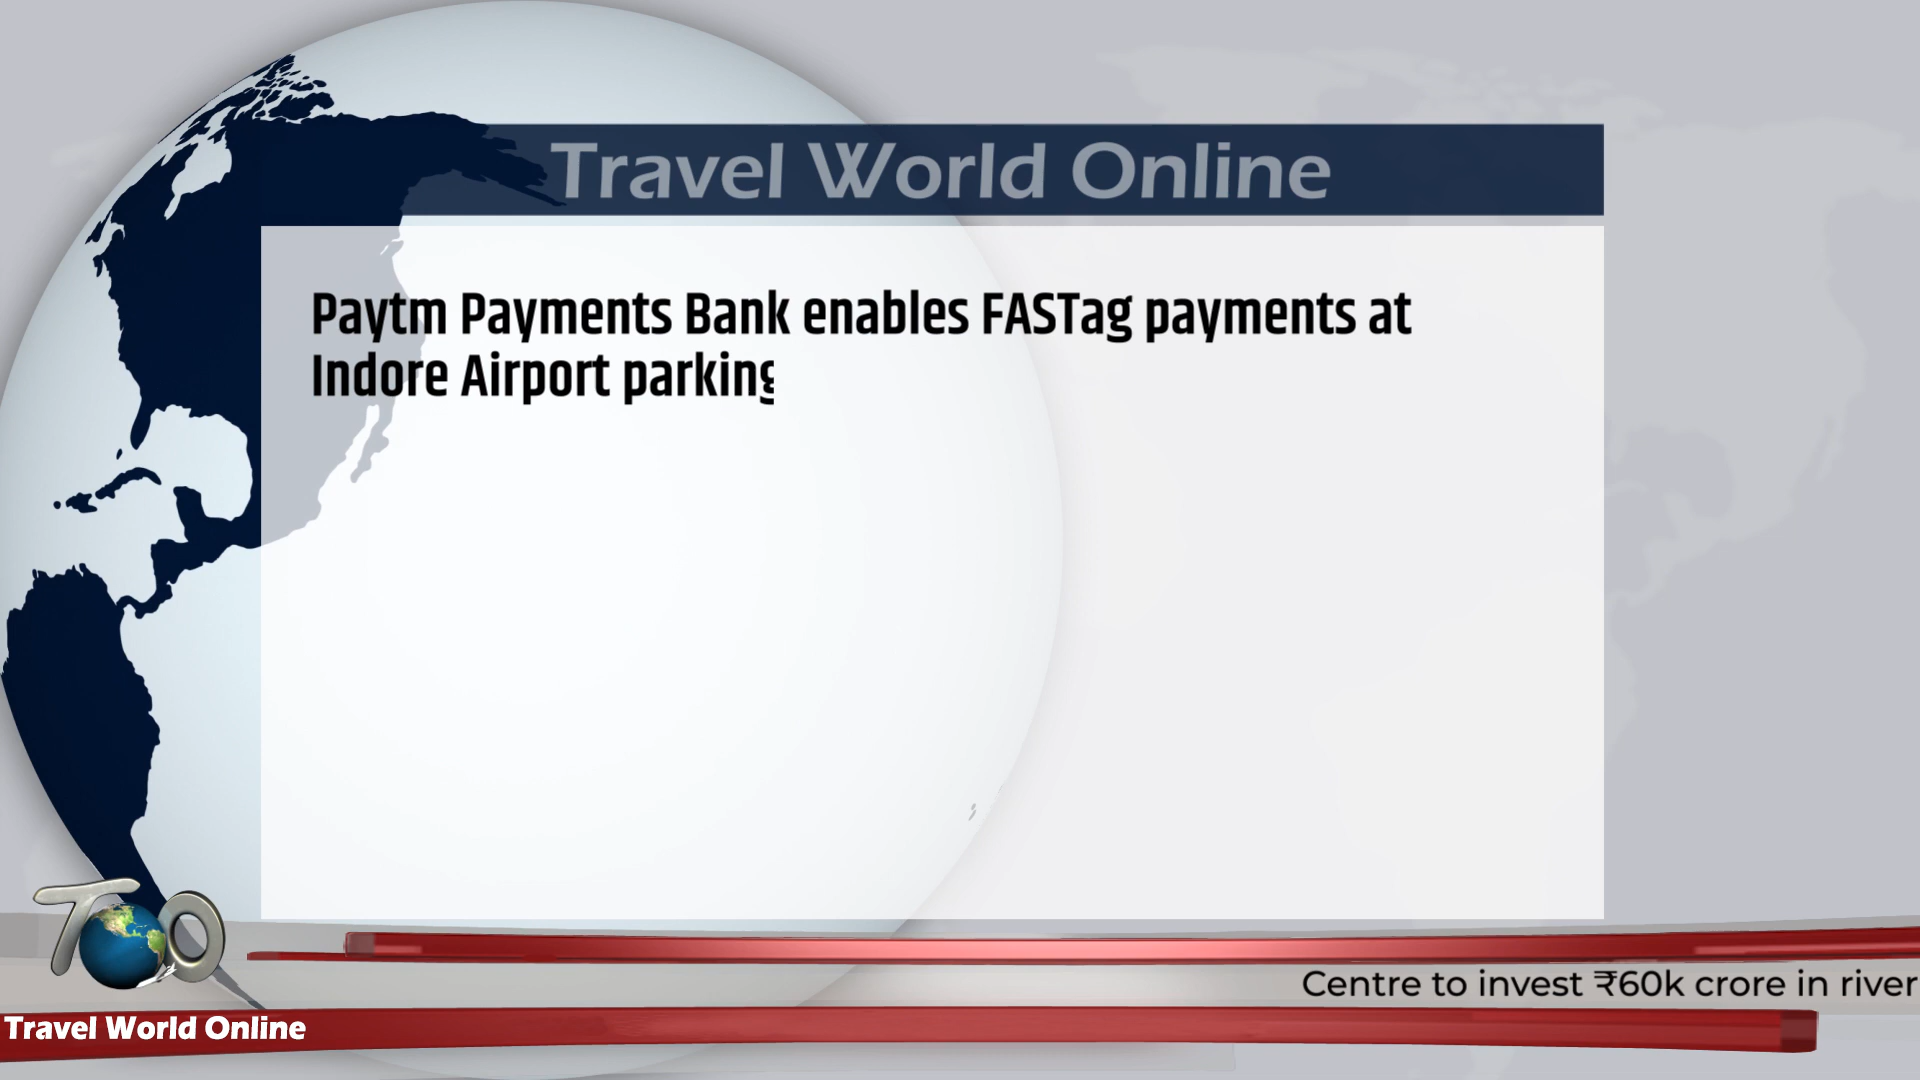 Travel World Online
Paytm Payments Bank enables FASTag payments at
Indore Airport parking
Centre to invest ₹60k crore in river
Travel World Online